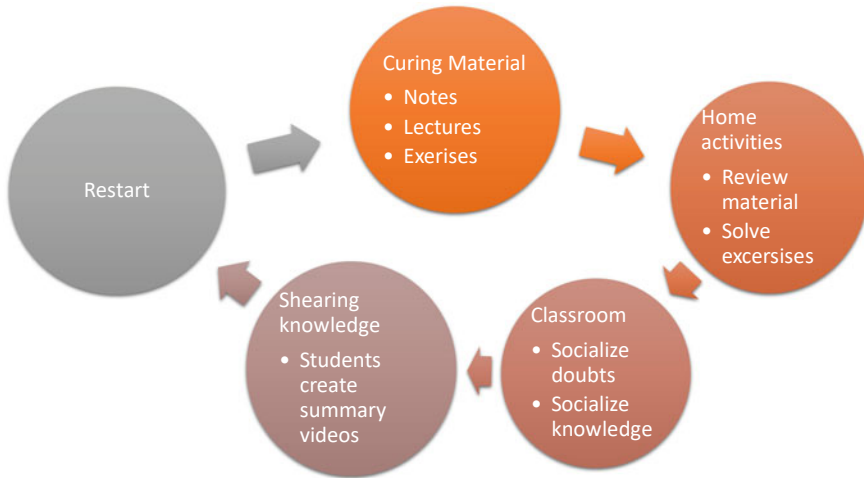 Curing Material
• Notes
• Lectures
• Exerises
Home
activities
• Review
material
• Solve
excersises
Classroom
• Socialize
doubts
• Socialize
knowledge
Shearing
knowledge
• Students
create
summary
videos
Restart